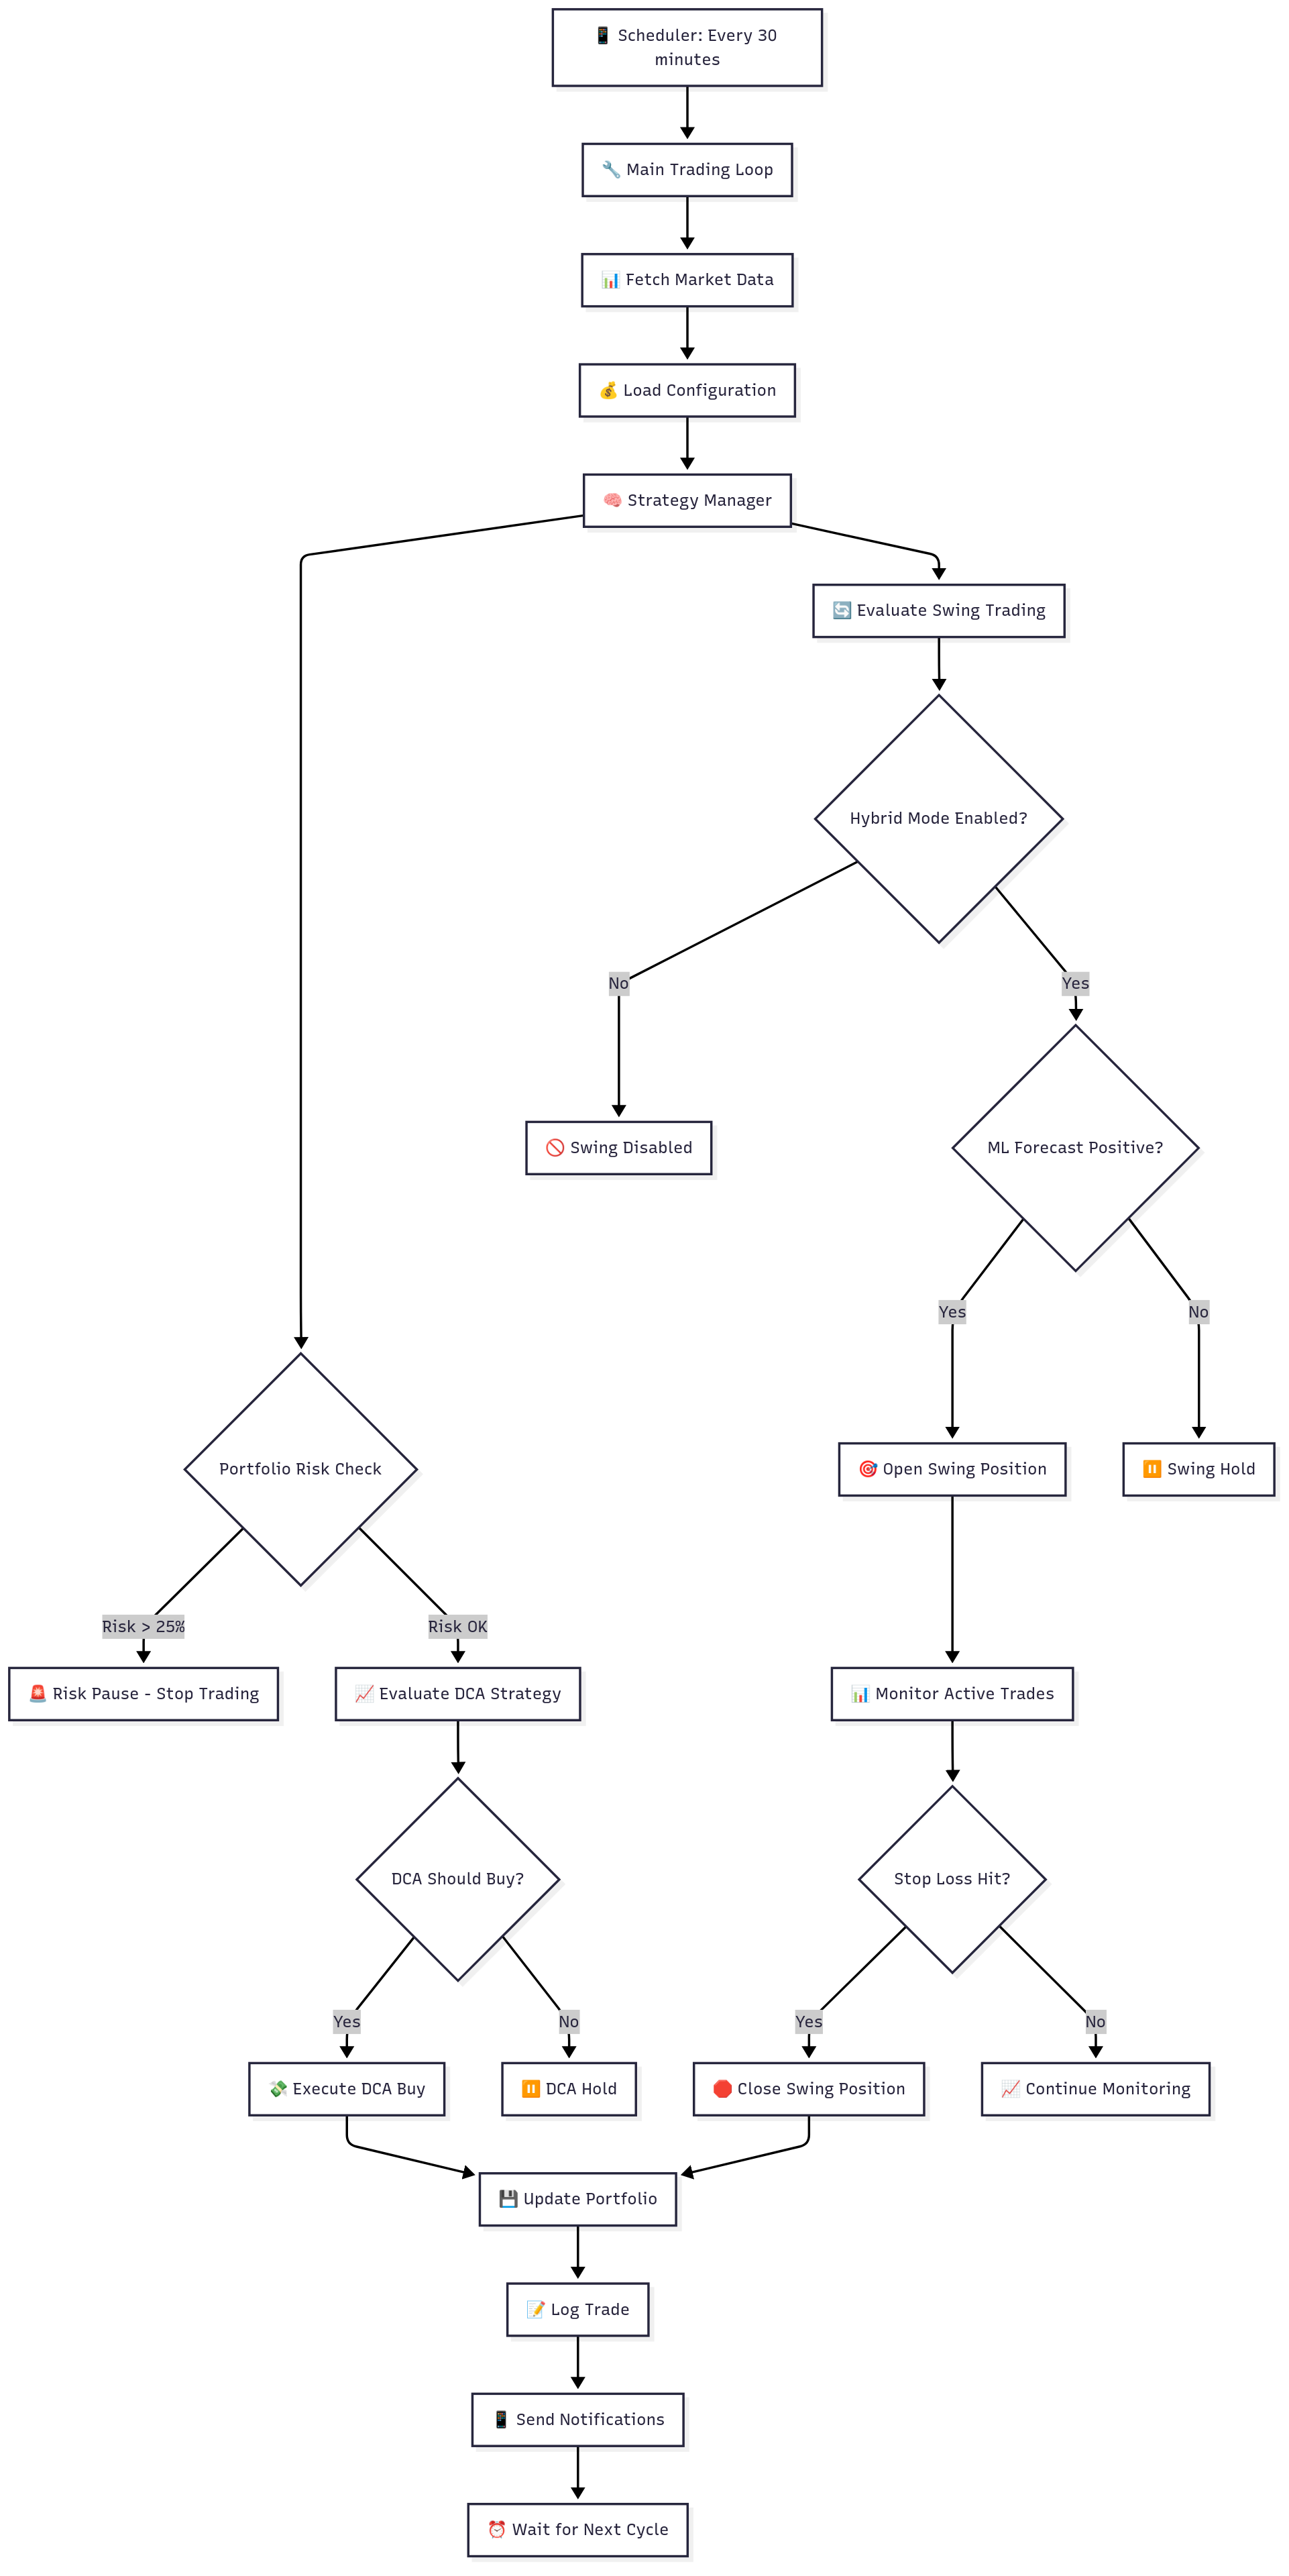 📱 Scheduler: Every 30
minutes
🔧 Main Trading Loop
📊 Fetch Market Data
💰 Load Configuration
🧠 Strategy Manager
🔄 Evaluate Swing Trading
Hybrid Mode Enabled?
No
Yes
🚫 Swing Disabled
ML Forecast Positive?
Yes
No
Portfolio Risk Check
🎯 Open Swing Position
⏸️ Swing Hold
Risk > 25%
Risk OK
🚨 Risk Pause - Stop Trading
📈 Evaluate DCA Strategy
📊 Monitor Active Trades
DCA Should Buy?
Stop Loss Hit?
Yes
No
Yes
No
💸 Execute DCA Buy
⏸️ DCA Hold
🛑 Close Swing Position
📈 Continue Monitoring
💾 Update Portfolio
📝 Log Trade
📱 Send Notifications
⏰ Wait for Next Cycle